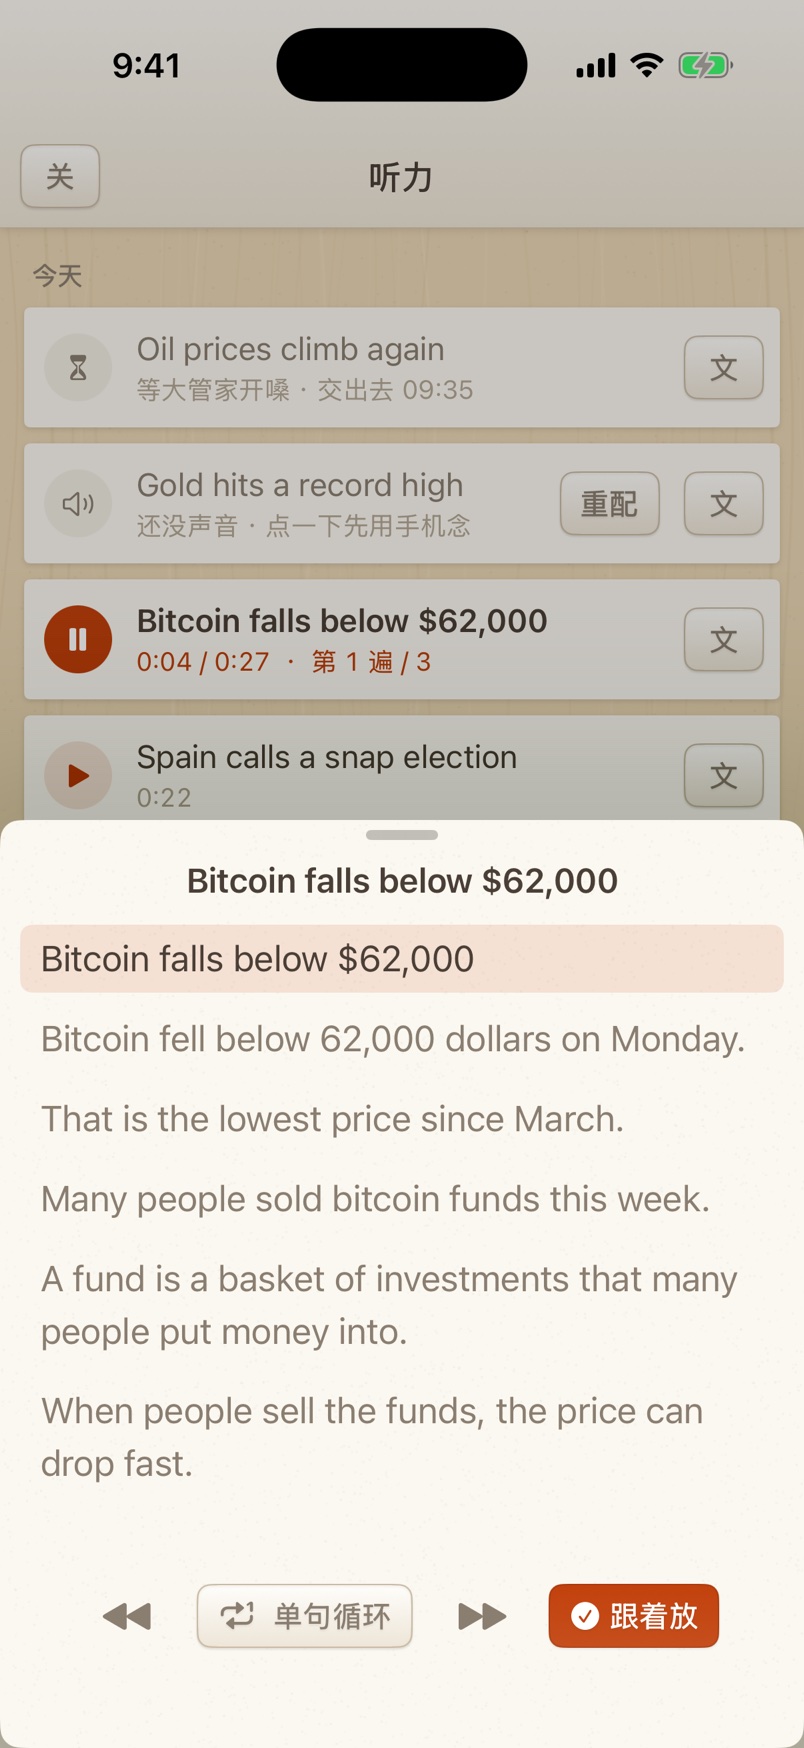 9:41
关
听力
今天
Oil prices climb again
等大管家开嗓 · 交出去 09:35
文
Gold hits a record high
还没声音 · 点一下先用手机念
重配
文
Bitcoin falls below $62,000
0:04 / 0:27 · 第 1 遍 / 3
文
Spain calls a snap election
0:22
文
Bitcoin falls below $62,000
Bitcoin falls below $62,000
Bitcoin fell below 62,000 dollars on Monday.
That is the lowest price since March.
Many people sold bitcoin funds this week.
A fund is a basket of investments that many
people put money into.
When people sell the funds, the price can
drop fast.
单句循环
跟着放